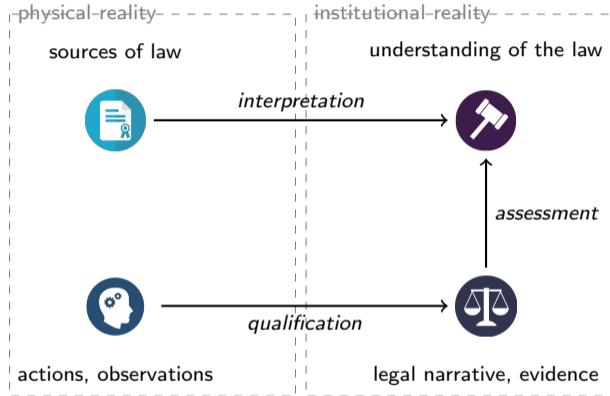 physical reality
institutional reality
sources of law
understanding of the law
interpretation
assessment
qualification
actions, observations
legal narrative, evidence